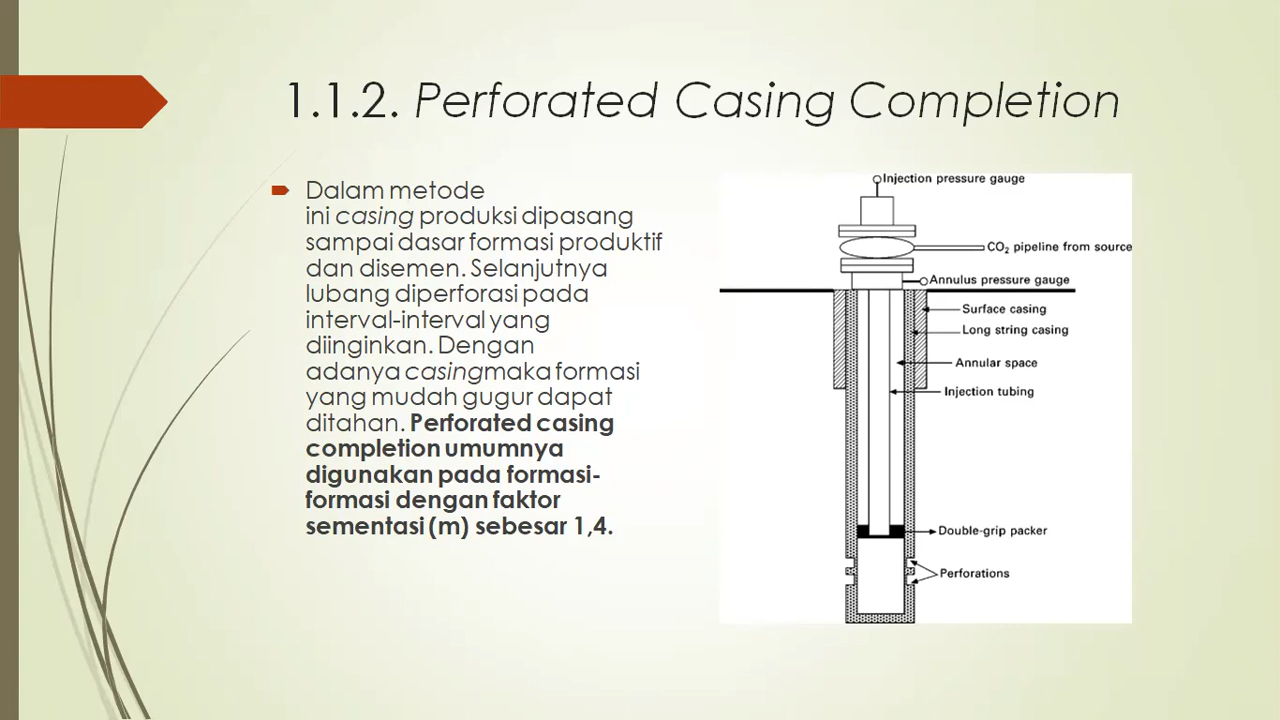 1.1.2. Perforated Casing Completion
Dalam metode
ini casing produksi dipasang
sampai dasar formasi produktif
dan disemen. Selanjutnya
lubang diperforasi pada
interval-interval yang
diinginkan. Dengan
adanya casingmaka formasi
yang mudah gugur dapat
ditahan. Perforated casing
completion umumnya
digunakan pada formasi-
formasi dengan faktor
sementasi (m) sebesar 1,4.
Injection pressure gauge
CO₂ pipeline from source
Annulus pressure gauge
Surface casing
Long string casing
Annular space
Injection tubing
Double-grip packer
Perforations